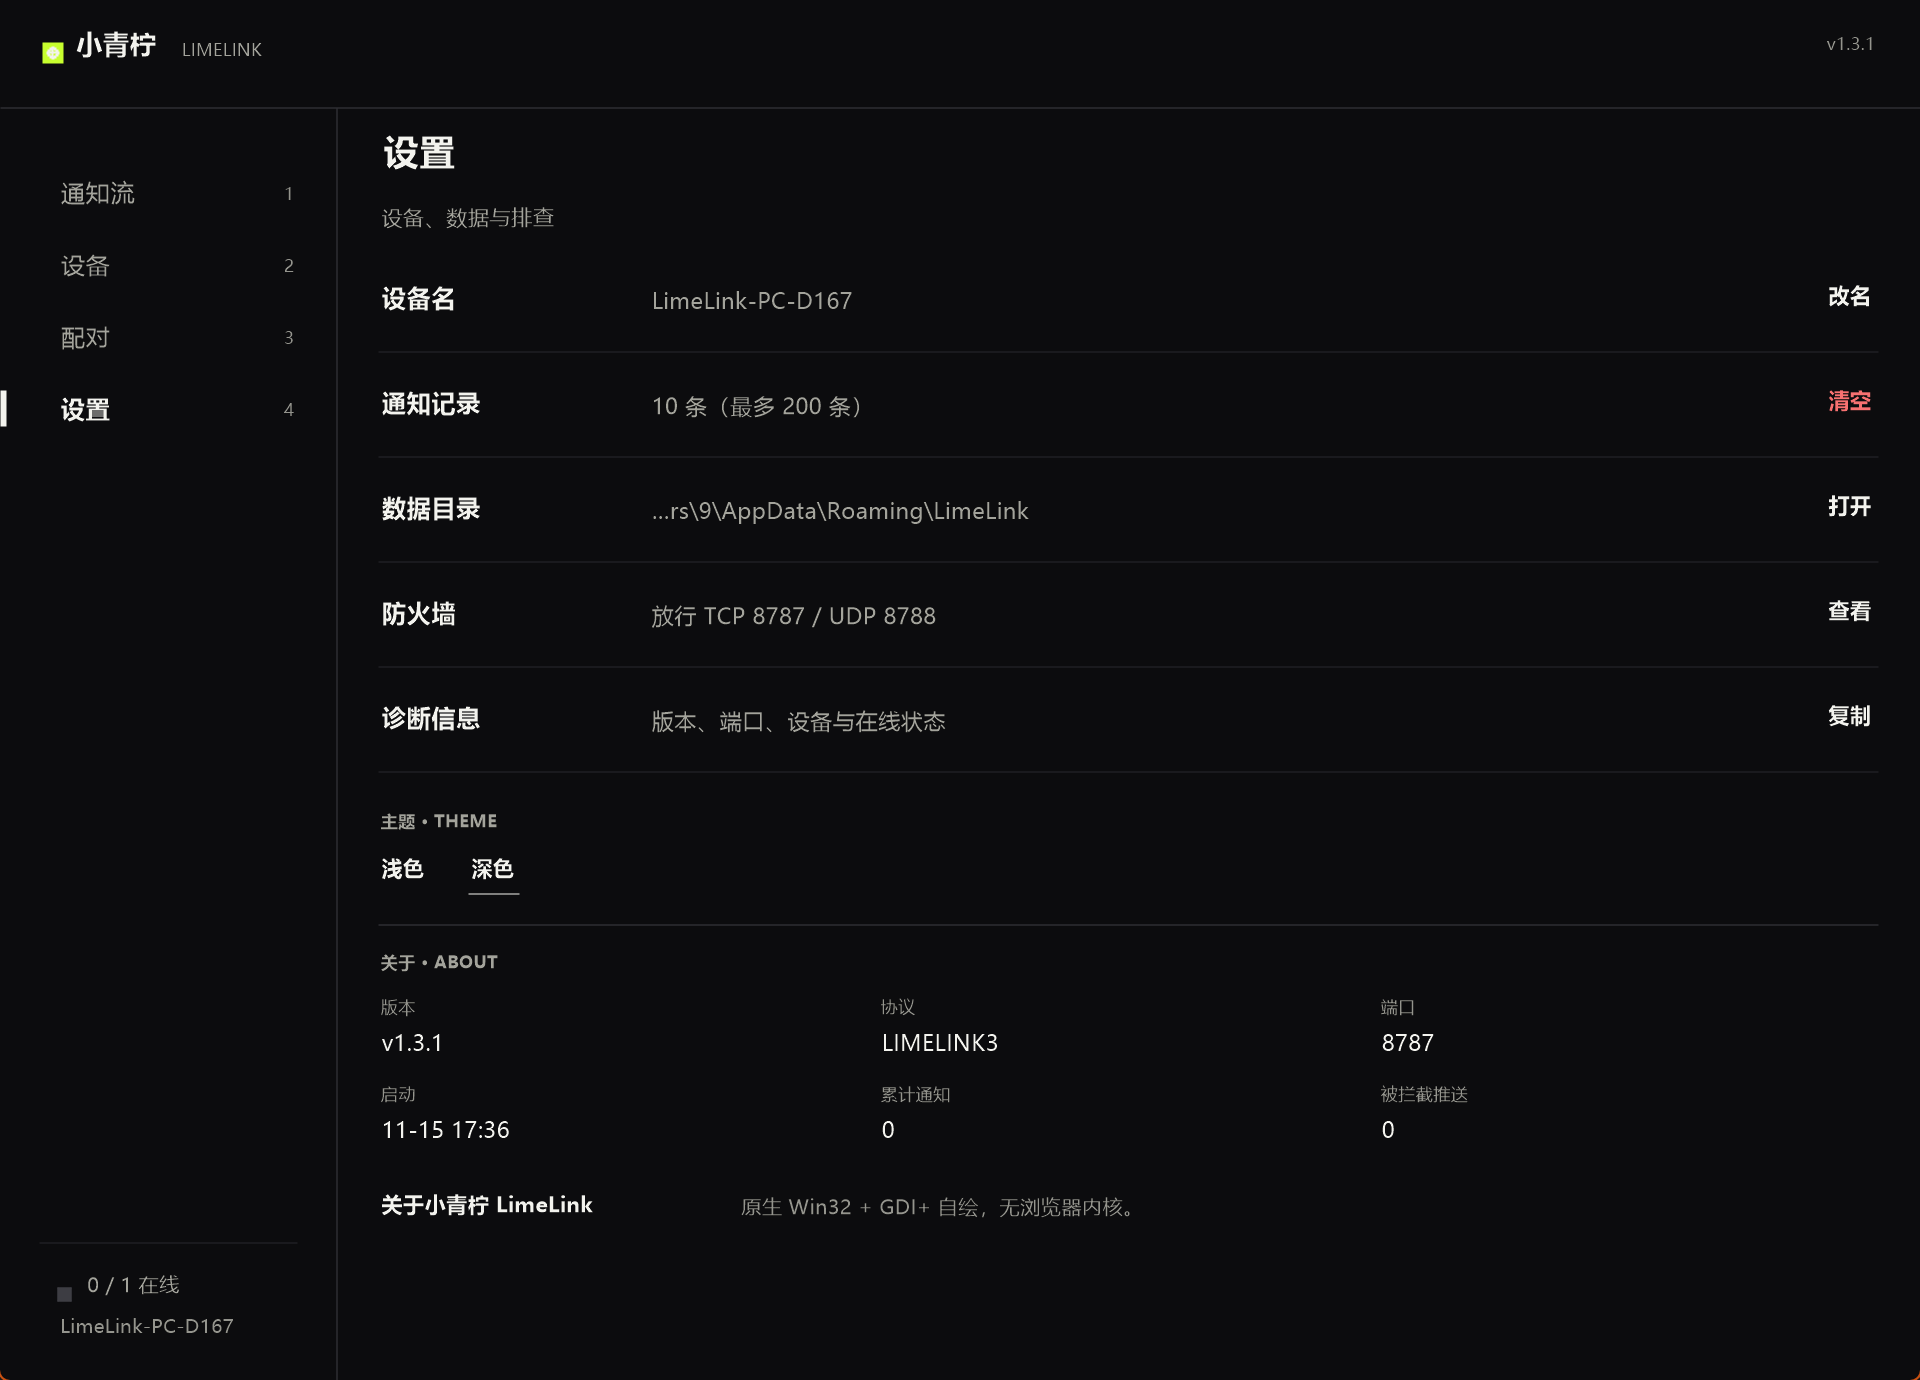 小青柠 LIMELINK
v1.3.1
通知流 1
设备 2
配对 3
设置 4
设置
设备、数据与排查
设备名 LimeLink-PC-D167 改名
通知记录 10 条（最多 200 条） 清空
数据目录 ...rs\9\AppData\Roaming\LimeLink 打开
防火墙 放行 TCP 8787 / UDP 8788 查看
诊断信息 版本、端口、设备与在线状态 复制
主题 • THEME
浅色 深色
关于 • ABOUT
版本 协议 端口
v1.3.1 LIMELINK3 8787
启动 累计通知 被拦截推送
11-15 17:36 0 0
关于小青柠 LimeLink 原生 Win32 + GDI+ 自绘，无浏览器内核。
0 / 1 在线
LimeLink-PC-D167